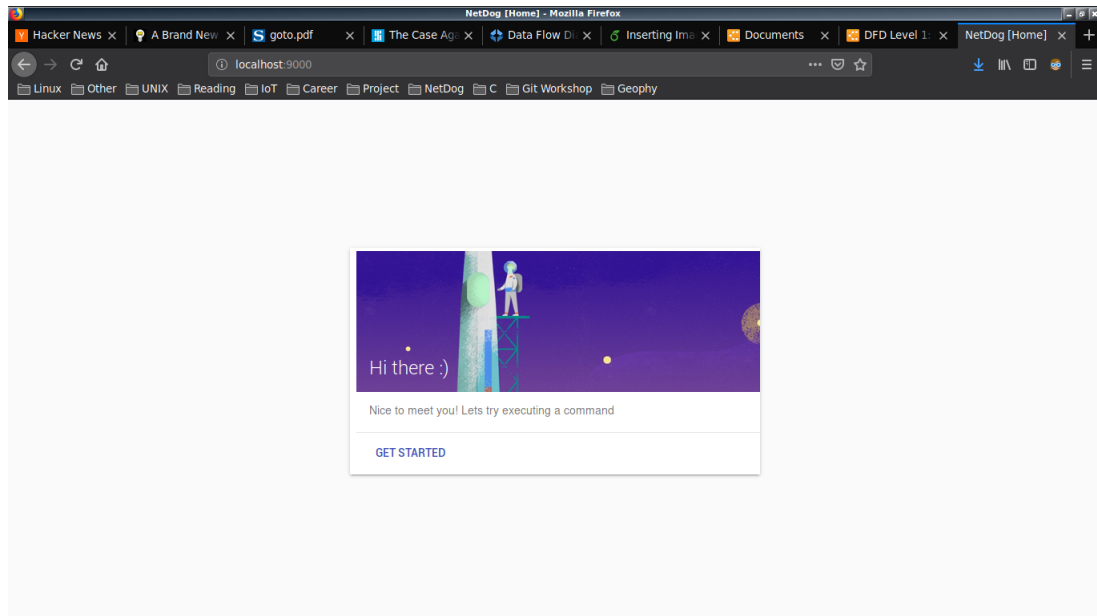 NetDog [Home] - Mozilla Firefox
Hacker News A Brand New goto.pdf The Case Aga Data Flow Di Inserting Ima Documents DFD Level 1: NetDog [Home]
localhost:9000
Linux Other UNIX Reading IoT Career Project NetDog C Git Workshop Geophy
Hi there :)
Nice to meet you! Lets try executing a command
GET STARTED